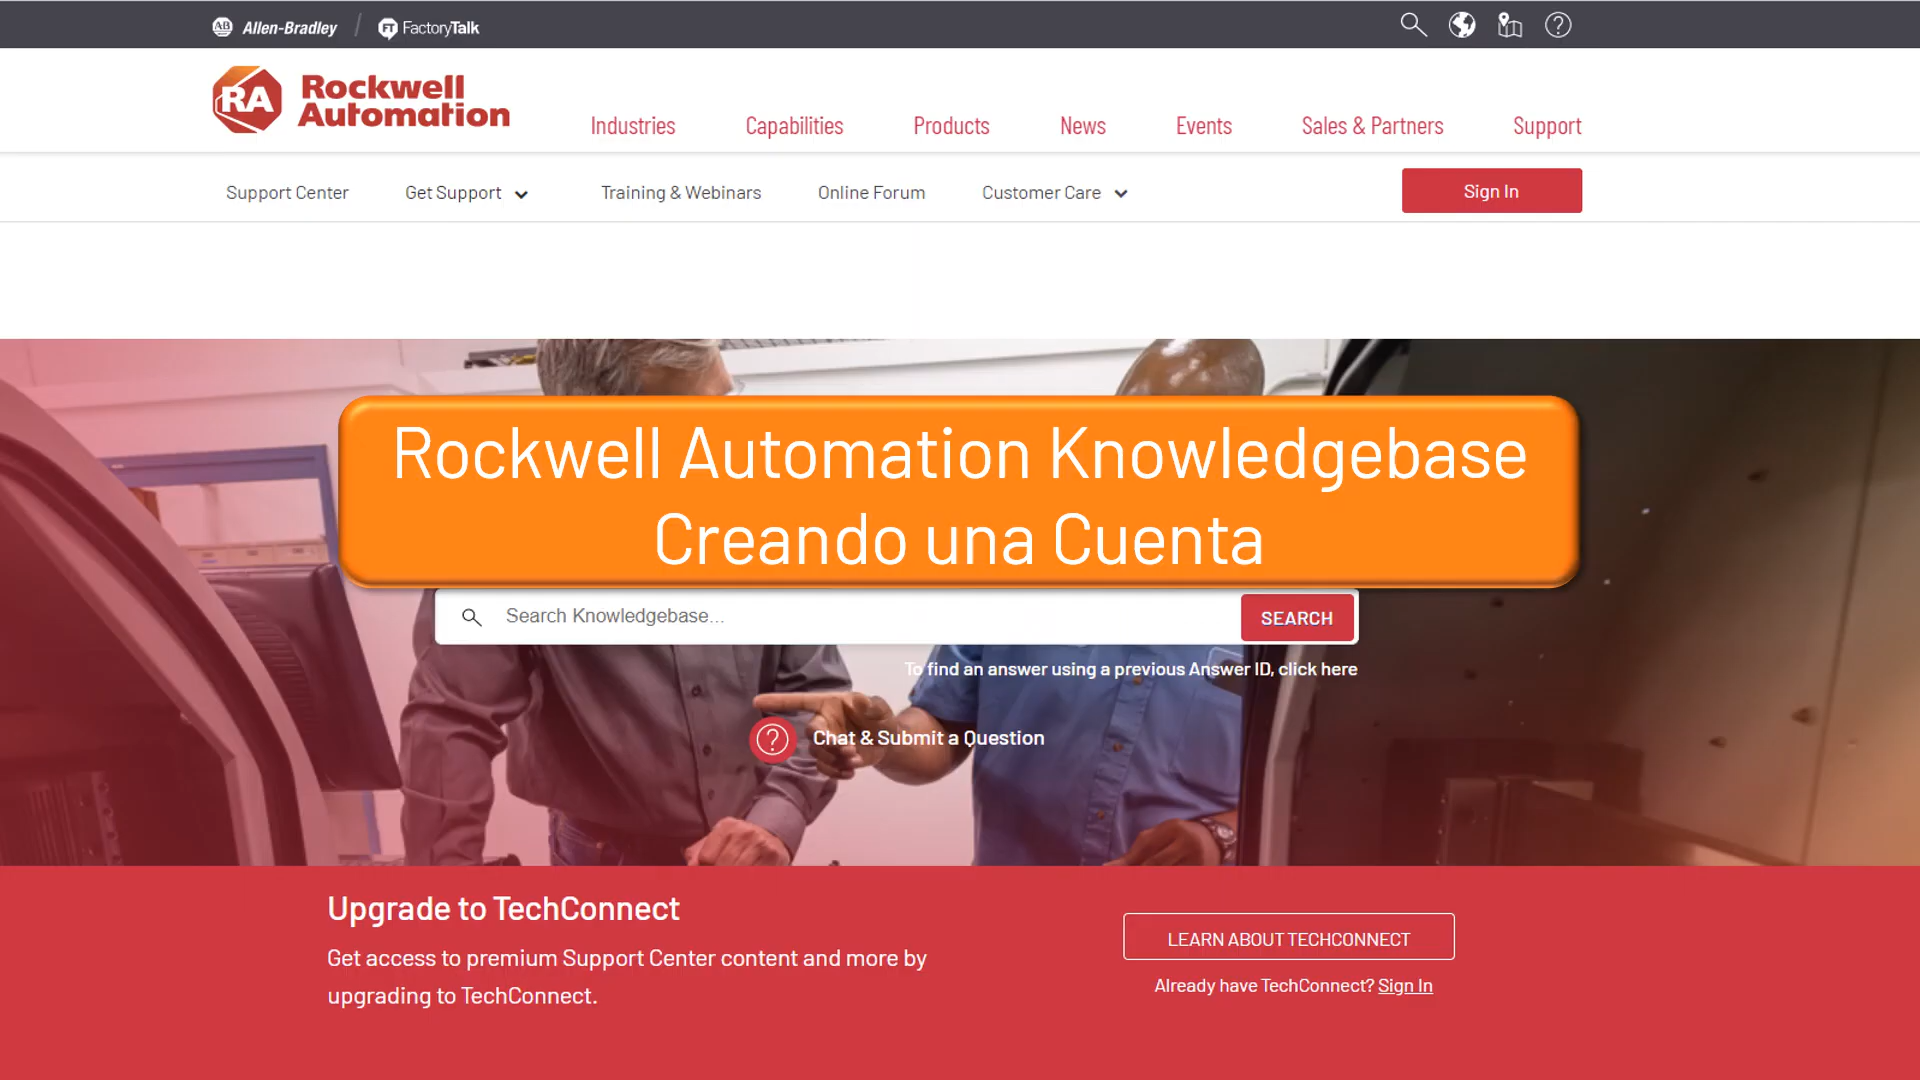 AB Allen-Bradley / FT FactoryTalk
RA Rockwell
Automation
Industries Capabilities Products News Events Sales & Partners Support
Support Center Get Support Training & Webinars Online Forum Customer Care Sign In
Rockwell Automation Knowledgebase
Creando una Cuenta
Search Knowledgebase... SEARCH
To find an answer using a previous Answer ID, click here
Chat & Submit a Question
Upgrade to TechConnect
Get access to premium Support Center content and more by
upgrading to TechConnect.
LEARN ABOUT TECHCONNECT
Already have TechConnect? Sign In